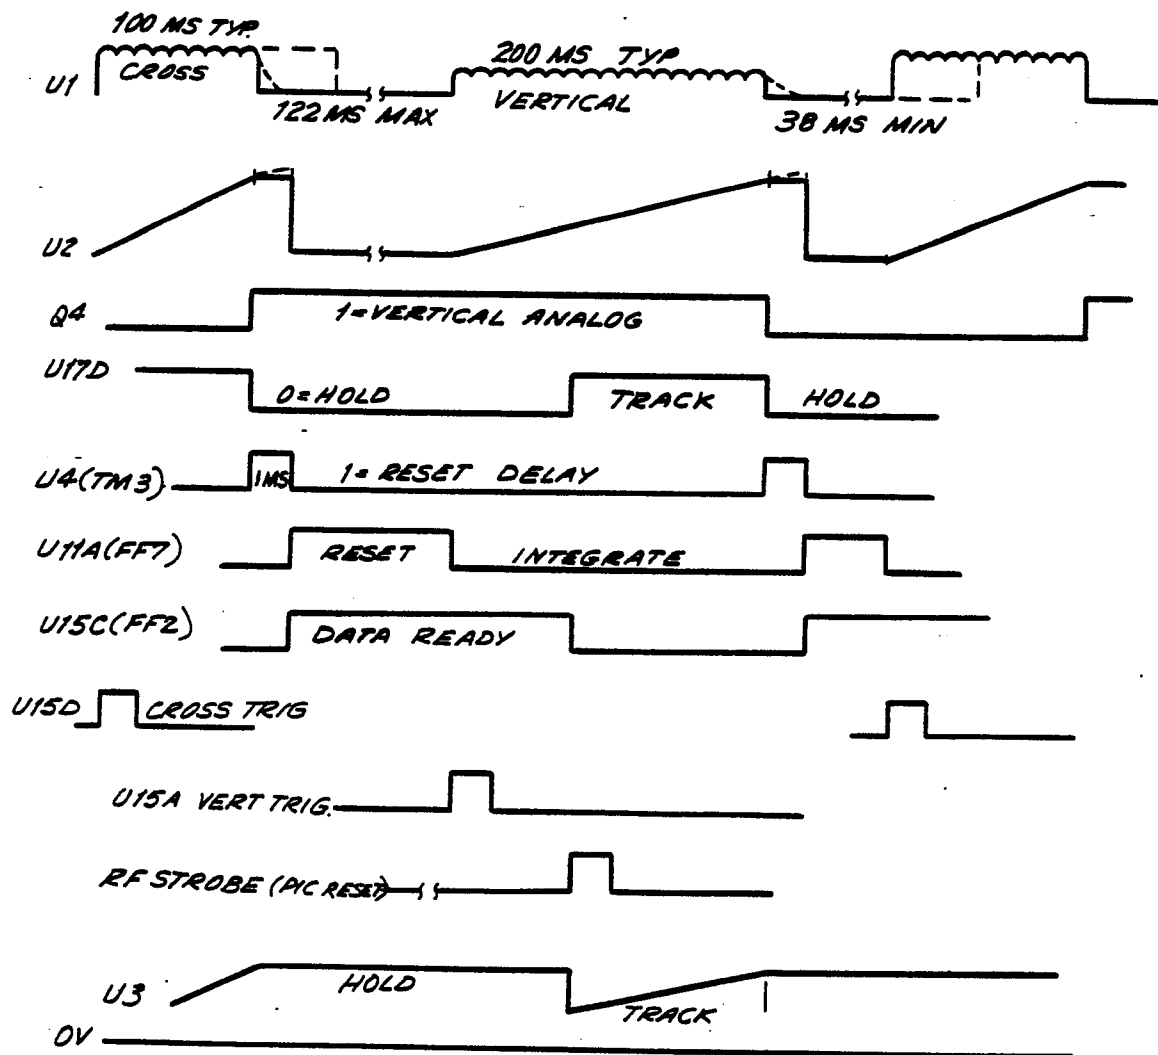 100 MS TYP.
200 MS TYP
U1
CROSS
VERTICAL
122 MS MAX
38 MS MIN
U2
Q4
1=VERTICAL ANALOG
U17D
0=HOLD
TRACK
HOLD
U4(TM3)
1MS
1= RESET DELAY
U11A(FF7)
RESET
INTEGRATE
U15C(FF2)
DATA READY
U15D
CROSS TRIG
U15A VERT TRIG.
RF STROBE (PIC RESET)
U3
HOLD
TRACK
0V